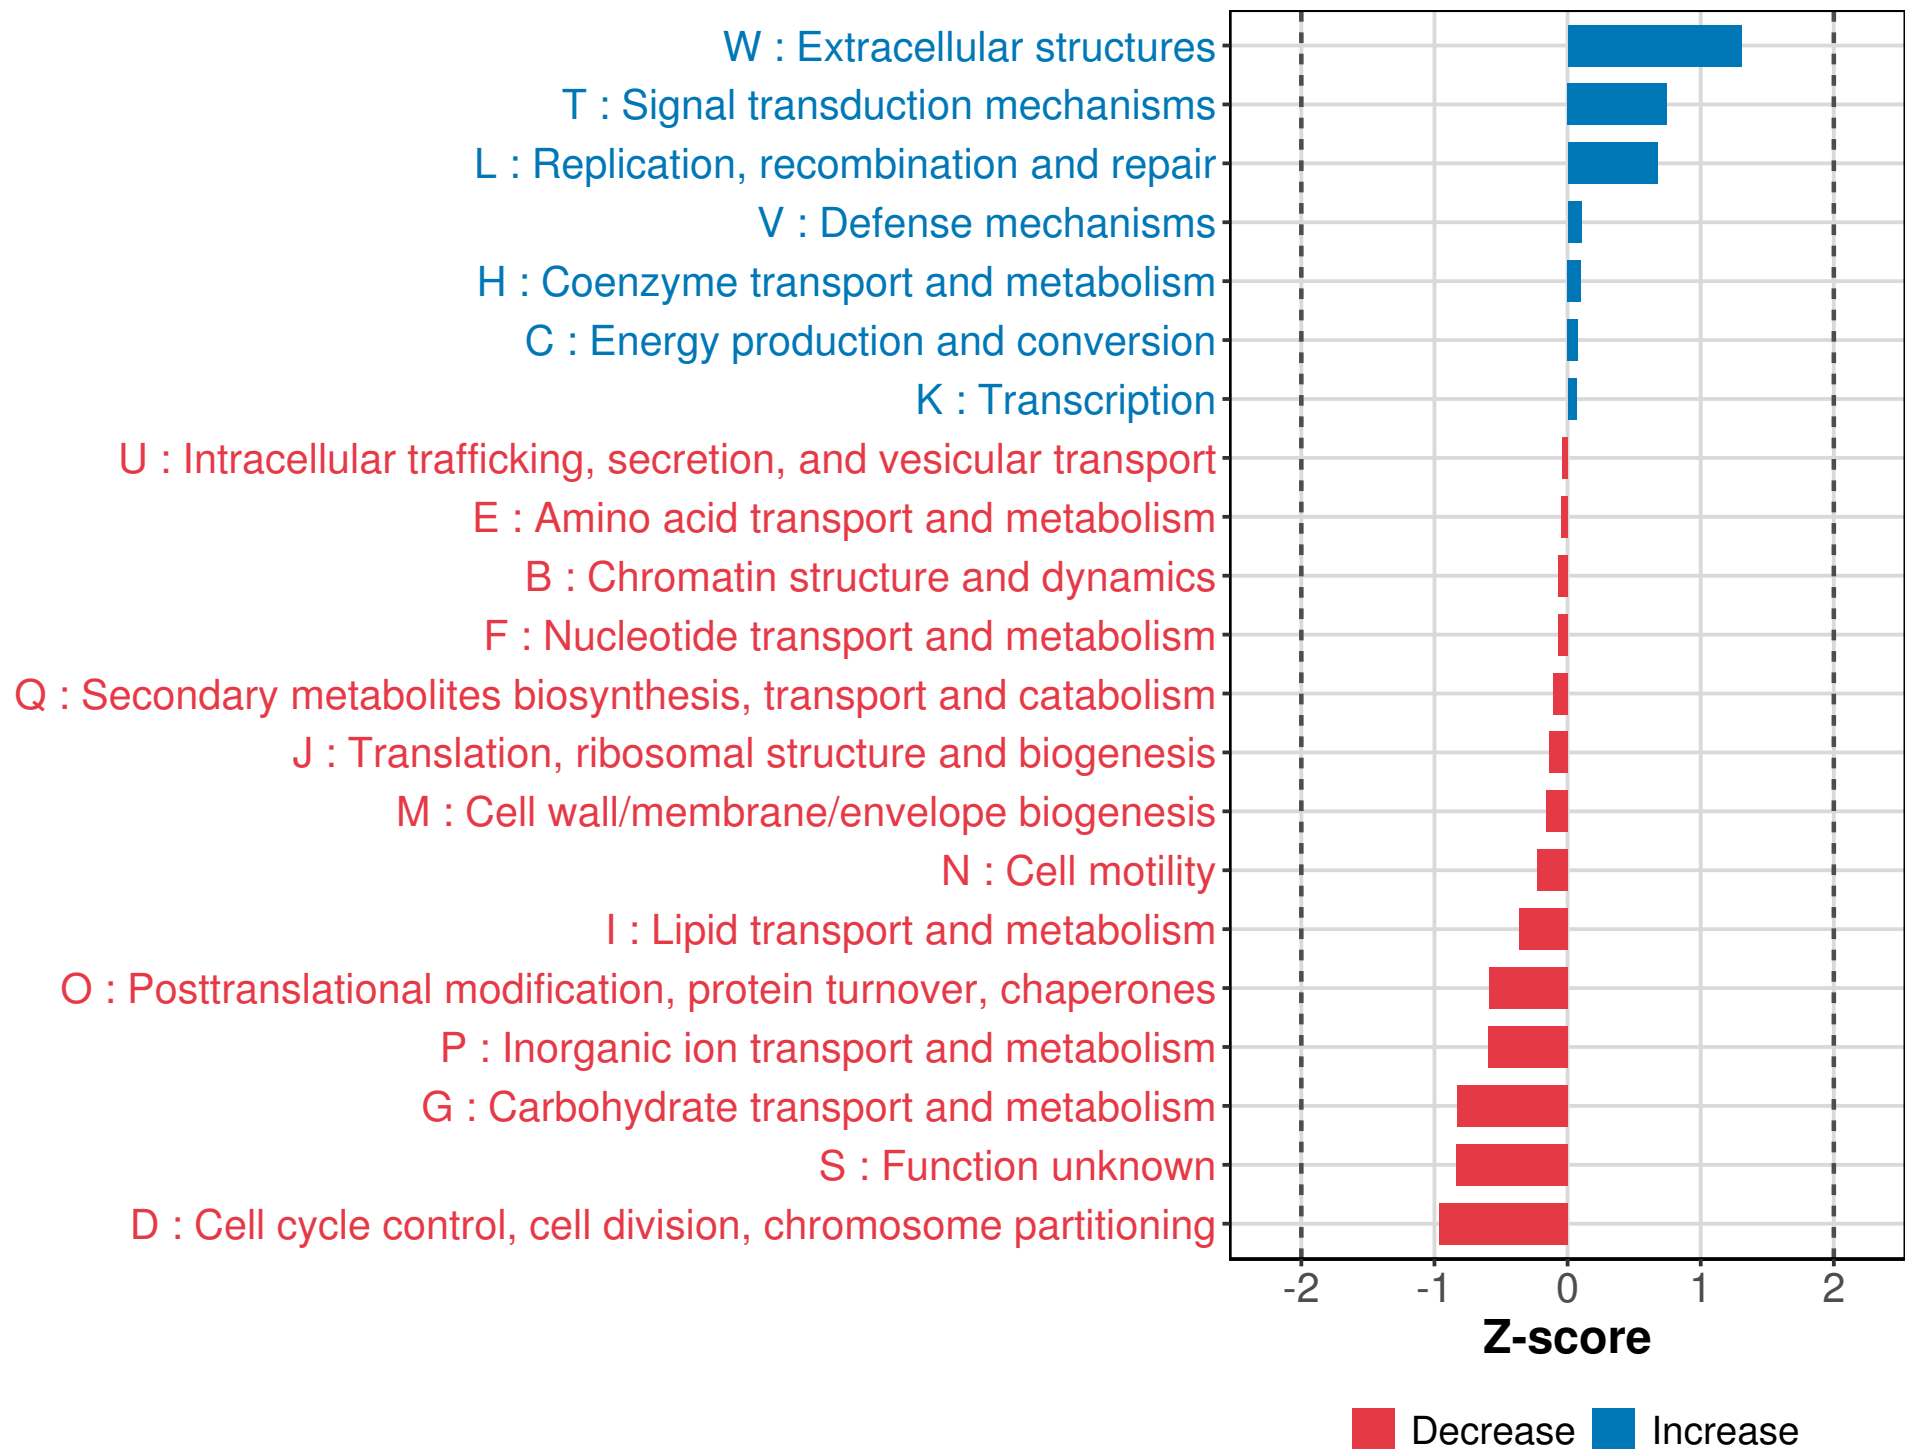 W : Extracellular structures
T : Signal transduction mechanisms
L : Replication, recombination and repair
V : Defense mechanisms
H : Coenzyme transport and metabolism
C : Energy production and conversion
K : Transcription
U : Intracellular trafficking, secretion, and vesicular transport
E : Amino acid transport and metabolism
B : Chromatin structure and dynamics
F : Nucleotide transport and metabolism
Q : Secondary metabolites biosynthesis, transport and catabolism
J : Translation, ribosomal structure and biogenesis
M : Cell wall/membrane/envelope biogenesis
N : Cell motility
I : Lipid transport and metabolism
O : Posttranslational modification, protein turnover, chaperones
P : Inorganic ion transport and metabolism
G : Carbohydrate transport and metabolism
S : Function unknown
D : Cell cycle control, cell division, chromosome partitioning
-2 -1 0 1 2
Z-score
Decrease Increase